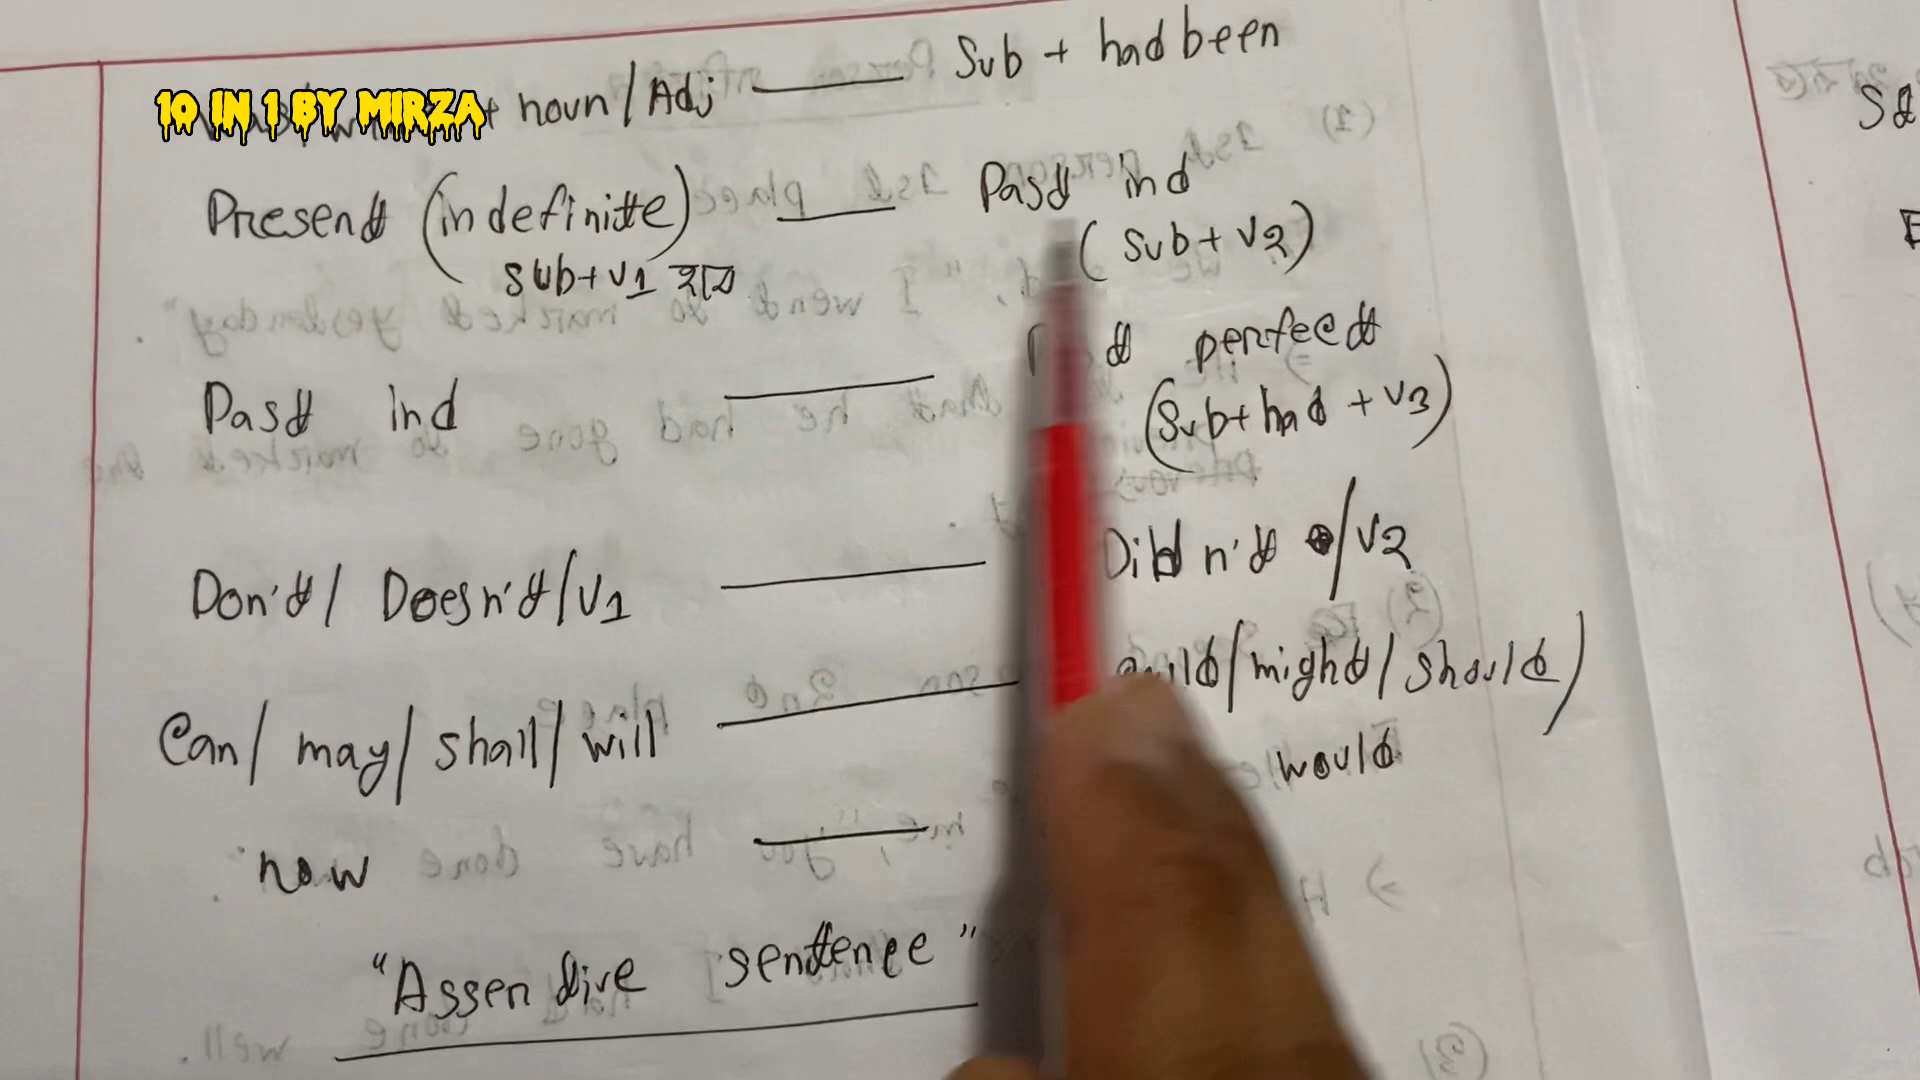 10 IN 1 BY MIRZA
+ noun / Adj —— Sub + had been
Present (indefinite) —— Past ind
sub + v1 হলে (Sub + v2)
Past ind —— perfect
(Sub + had + v3)
Don't / Doesn't / v1 —— Didn't / v2
Can / may / shall / will —— / might / should /
would
now ——
"Assertive sentence"